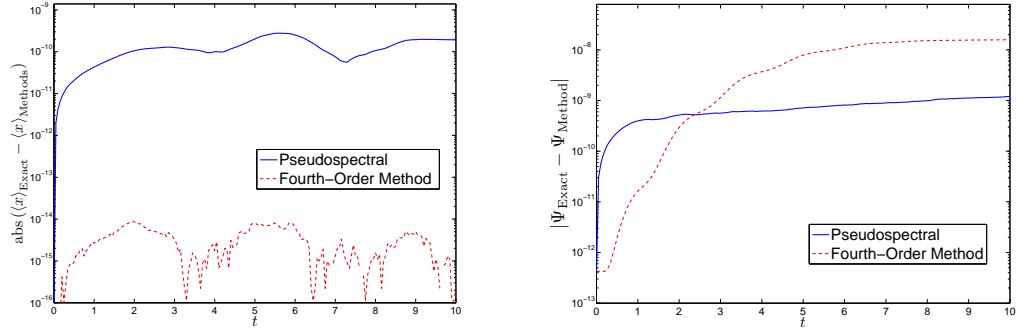 abs (⟨x⟩Exact − ⟨x⟩Methods)
10⁻⁹
10⁻¹⁰
10⁻¹¹
10⁻¹²
10⁻¹³
10⁻¹⁴
10⁻¹⁵
10⁻¹⁶
Pseudospectral
Fourth−Order Method
0 1 2 3 4 5 6 7 8 9 10
t
|Ψ_Exact − Ψ_Method|
10⁻⁸
10⁻⁹
10⁻¹⁰
10⁻¹¹
10⁻¹²
10⁻¹³
Pseudospectral
Fourth−Order Method
0 1 2 3 4 5 6 7 8 9 10
t